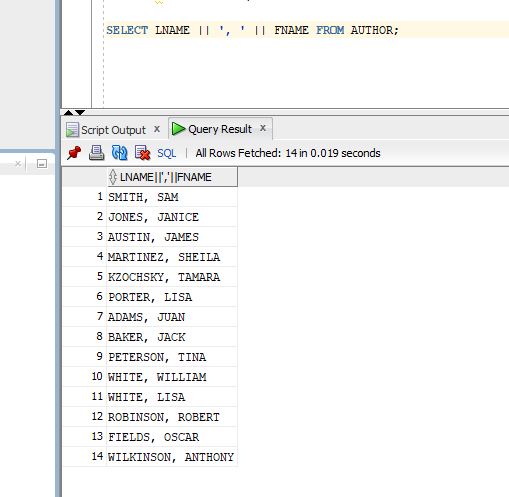 SELECT LNAME || ', ' || FNAME FROM AUTHOR;
Script Output x Query Result x
SQL | All Rows Fetched: 14 in 0.019 seconds
LNAME||','||FNAME
1 SMITH, SAM
2 JONES, JANICE
3 AUSTIN, JAMES
4 MARTINEZ, SHEILA
5 KZOCHSKY, TAMARA
6 PORTER, LISA
7 ADAMS, JUAN
8 BAKER, JACK
9 PETERSON, TINA
10 WHITE, WILLIAM
11 WHITE, LISA
12 ROBINSON, ROBERT
13 FIELDS, OSCAR
14 WILKINSON, ANTHONY